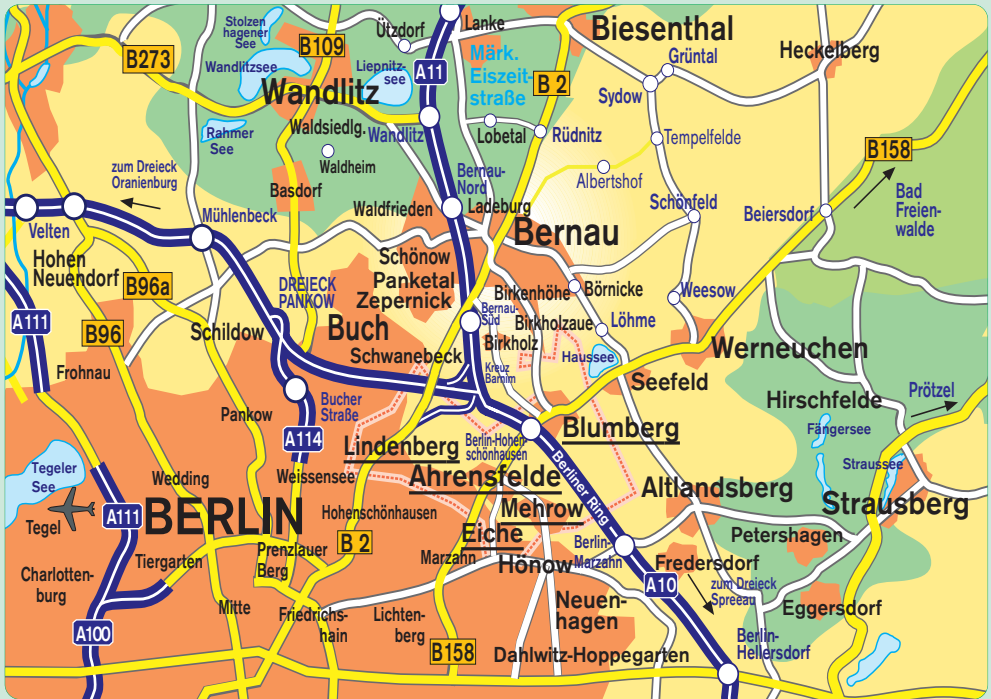 Stolzen
hagener
See
B273
B109
Ützdorf
Lanke
Biesenthal
Grüntal
Heckelberg
Wandlitzsee
Liepnitz-
see
A11
Märk.
Eiszeit-
straße
B 2
Sydow
Wandlitz
Rahmer
See
Waldsiedlg.
Wandlitz
Lobetal
Rüdnitz
Tempelfelde
B158
Waldheim
zum Dreieck
Oranienburg
Basdorf
Bernau-
Nord
Albertshof
Bad
Freien-
walde
Velten
Mühlenbeck
Waldfrieden
Ladeburg
Schönfeld
Beiersdorf
Bernau
Hohen
Neuendorf
B96a
Schönow
Panketal
Zepernick
DREIECK
PANKOW
Birkenhöhe
Börnicke
Weesow
A111
B96
Schildow
Buch
Bernau-
Süd
Birkholzaue
Löhme
Birkholz
Schwanebeck
Kreuz
Barnim
Haussee
Werneuchen
Frohnau
Seefeld
Pankow
Bucher
Straße
Hirschfelde
Prötzel
Fängersee
A114
Lindenberg
Berlin-Hohen-
schönhausen
Blumberg
Tegeler
See
Wedding
Weissensee
Ahrensfelde
Berliner Ring
Straussee
Altlandsberg
Strausberg
Tegel
A111
BERLIN
Hohenschönhausen
Mehrow
Eiche
Petershagen
B 2
Prenzlauer
Berg
Tiergarten
Marzahn
Hönow
Berlin-
Marzahn
Fredersdorf
Charlotten-
burg
A10
zum Dreieck
Spreeau
Mitte
Friedrichs-
hain
Lichten-
berg
Neuen-
hagen
Eggersdorf
A100
B158
Dahlwitz-Hoppegarten
Berlin-
Hellersdorf